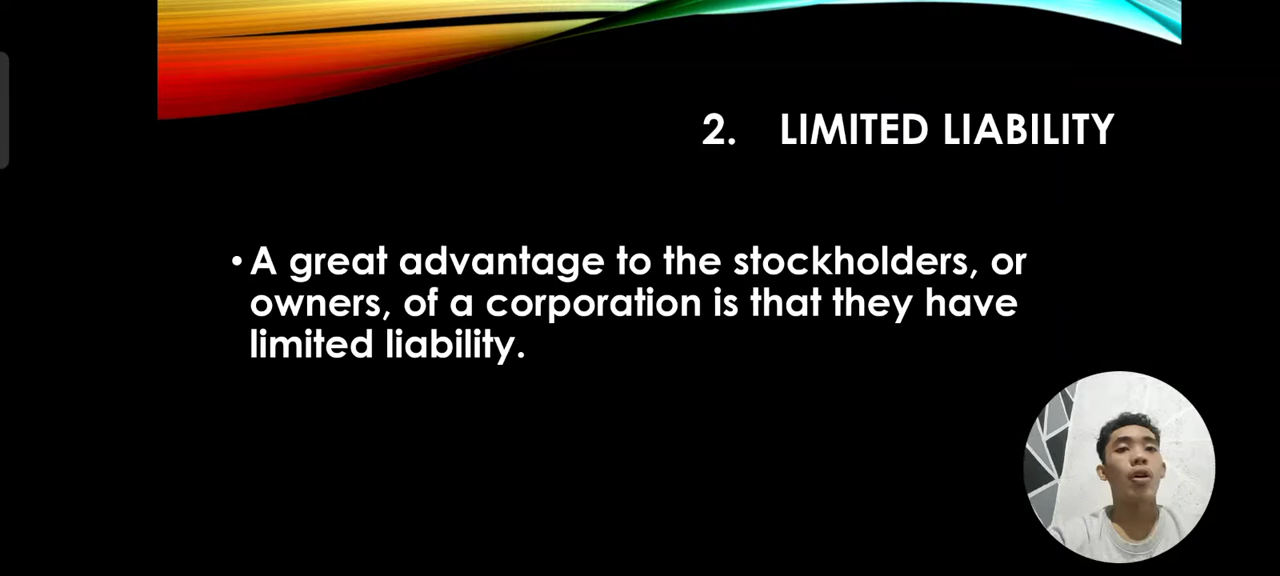 2. LIMITED LIABILITY
• A great advantage to the stockholders, or
owners, of a corporation is that they have
limited liability.